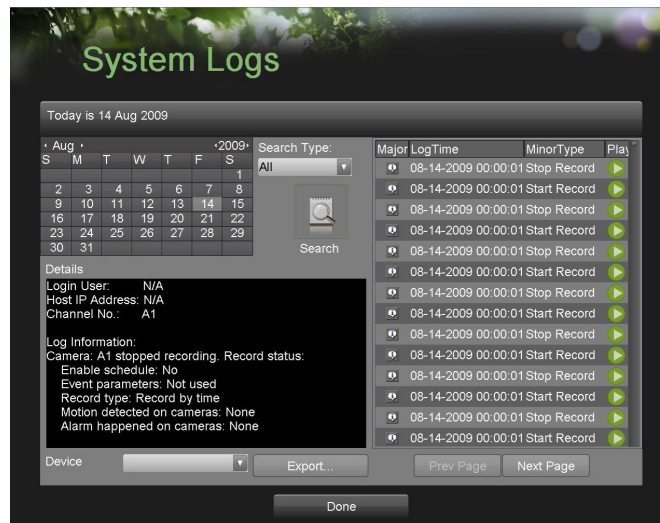 System Logs
Today is 14 Aug 2009
Aug 2009
S M T W T F S
1
2 3 4 5 6 7 8
9 10 11 12 13 14 15
16 17 18 19 20 21 22
23 24 25 26 27 28 29
30 31
Search Type:
All
Search
Details
Login User: N/A
Host IP Address: N/A
Channel No.: A1
Log Information:
Camera: A1 stopped recording. Record status:
Enable schedule: No
Event parameters: Not used
Record type: Record by time
Motion detected on cameras: None
Alarm happened on cameras: None
Major LogTime MinorType Play
08-14-2009 00:00:01 Stop Record
08-14-2009 00:00:01 Start Record
08-14-2009 00:00:01 Stop Record
08-14-2009 00:00:01 Start Record
08-14-2009 00:00:01 Stop Record
08-14-2009 00:00:01 Start Record
08-14-2009 00:00:01 Stop Record
08-14-2009 00:00:01 Start Record
08-14-2009 00:00:01 Stop Record
08-14-2009 00:00:01 Start Record
08-14-2009 00:00:01 Stop Record
08-14-2009 00:00:01 Start Record
08-14-2009 00:00:01 Stop Record
08-14-2009 00:00:01 Start Record
Device
Export...
Prev Page
Next Page
Done